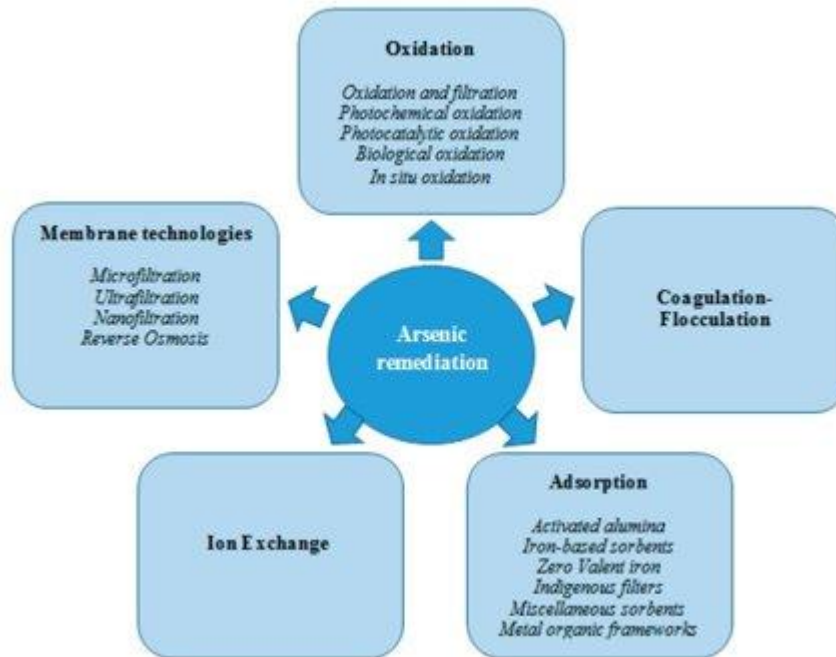 Oxidation
Oxidation and filtration
Photochemical oxidation
Photocatalytic oxidation
Biological oxidation
In situ oxidation
Membrane technologies
Microfiltration
Ultrafiltration
Nanofiltration
Reverse Osmosis
Arsenic
remediation
Coagulation-
Flocculation
Ion Exchange
Adsorption
Activated alumina
Iron-based sorbents
Zero Valent iron
Indigenous filters
Miscellaneous sorbents
Metal organic frameworks